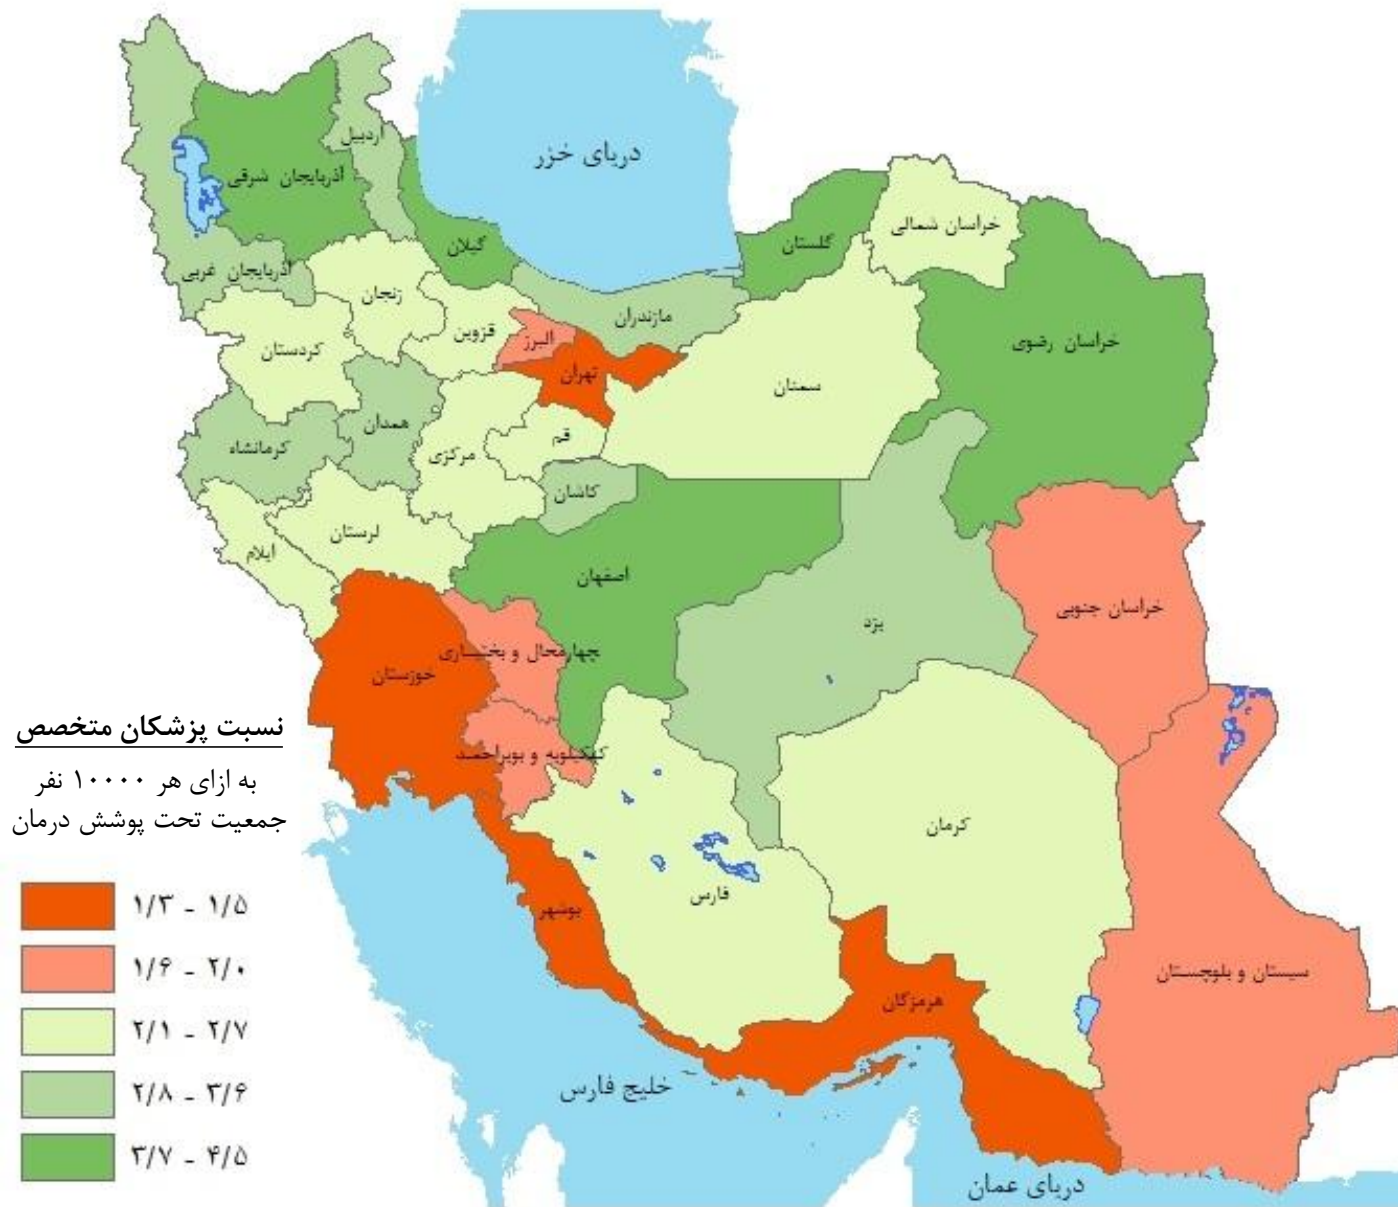 دریای خزر
اردبیل
آذربایجان شرقی
گیلان
گلستان
خراسان شمالی
آذربایجان غربی
زنجان
قزوین
البرز
مازندران
خراسان رضوی
کردستان
تهران
سمنان
همدان
کرمانشاه
مرکزی
قم
کاشان
ایلام
لرستان
اصفهان
خراسان جنوبی
یزد
چهارمحال و بختیاری
خوزستان
کهکیلویه و بویراحمد
کرمان
فارس
بوشهر
سیستان و بلوچستان
هرمزگان
خلیج فارس
دریای عمان
نسبت پزشکان متخصص
به ازای هر ۱۰۰۰۰ نفر
جمعیت تحت پوشش درمان
۱/۳ - ۱/۵
۱/۶ - ۲/۰
۲/۱ - ۲/۷
۲/۸ - ۳/۶
۳/۷ - ۴/۵